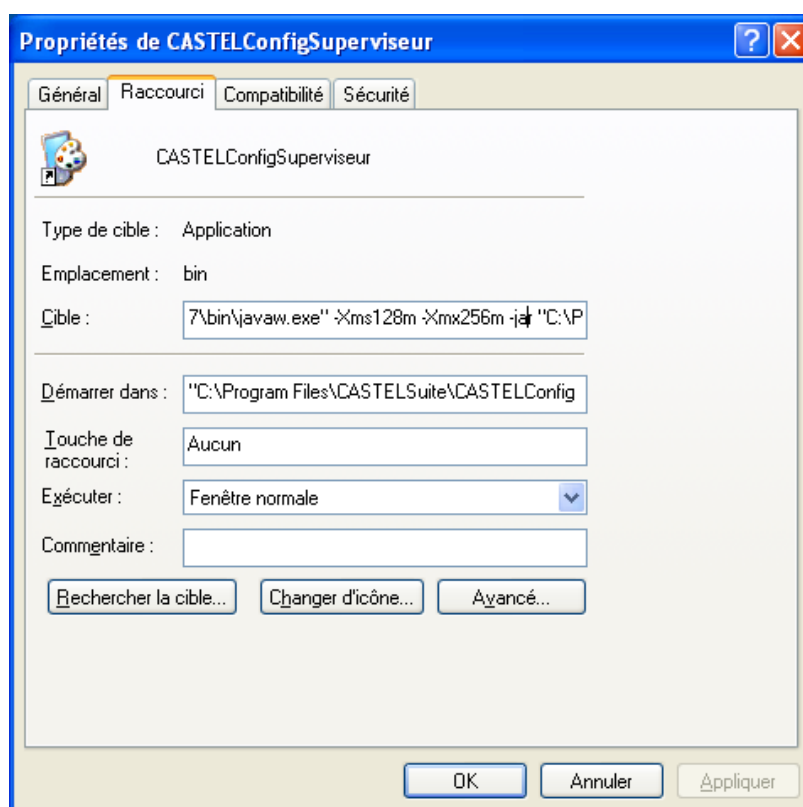 Propriétés de CASTELConfigSuperviseur
Général Raccourci Compatibilité Sécurité
CASTELConfigSuperviseur
Type de cible : Application
Emplacement : bin
Cible : 7\bin\javaw.exe" -Xms128m -Xmx256m -jar "C:\P
Démarrer dans : "C:\Program Files\CASTELSuite\CASTELConfig
Touche de
raccourci : Aucun
Exécuter : Fenêtre normale
Commentaire :
Rechercher la cible... Changer d'icône... Avancé...
OK Annuler Appliquer